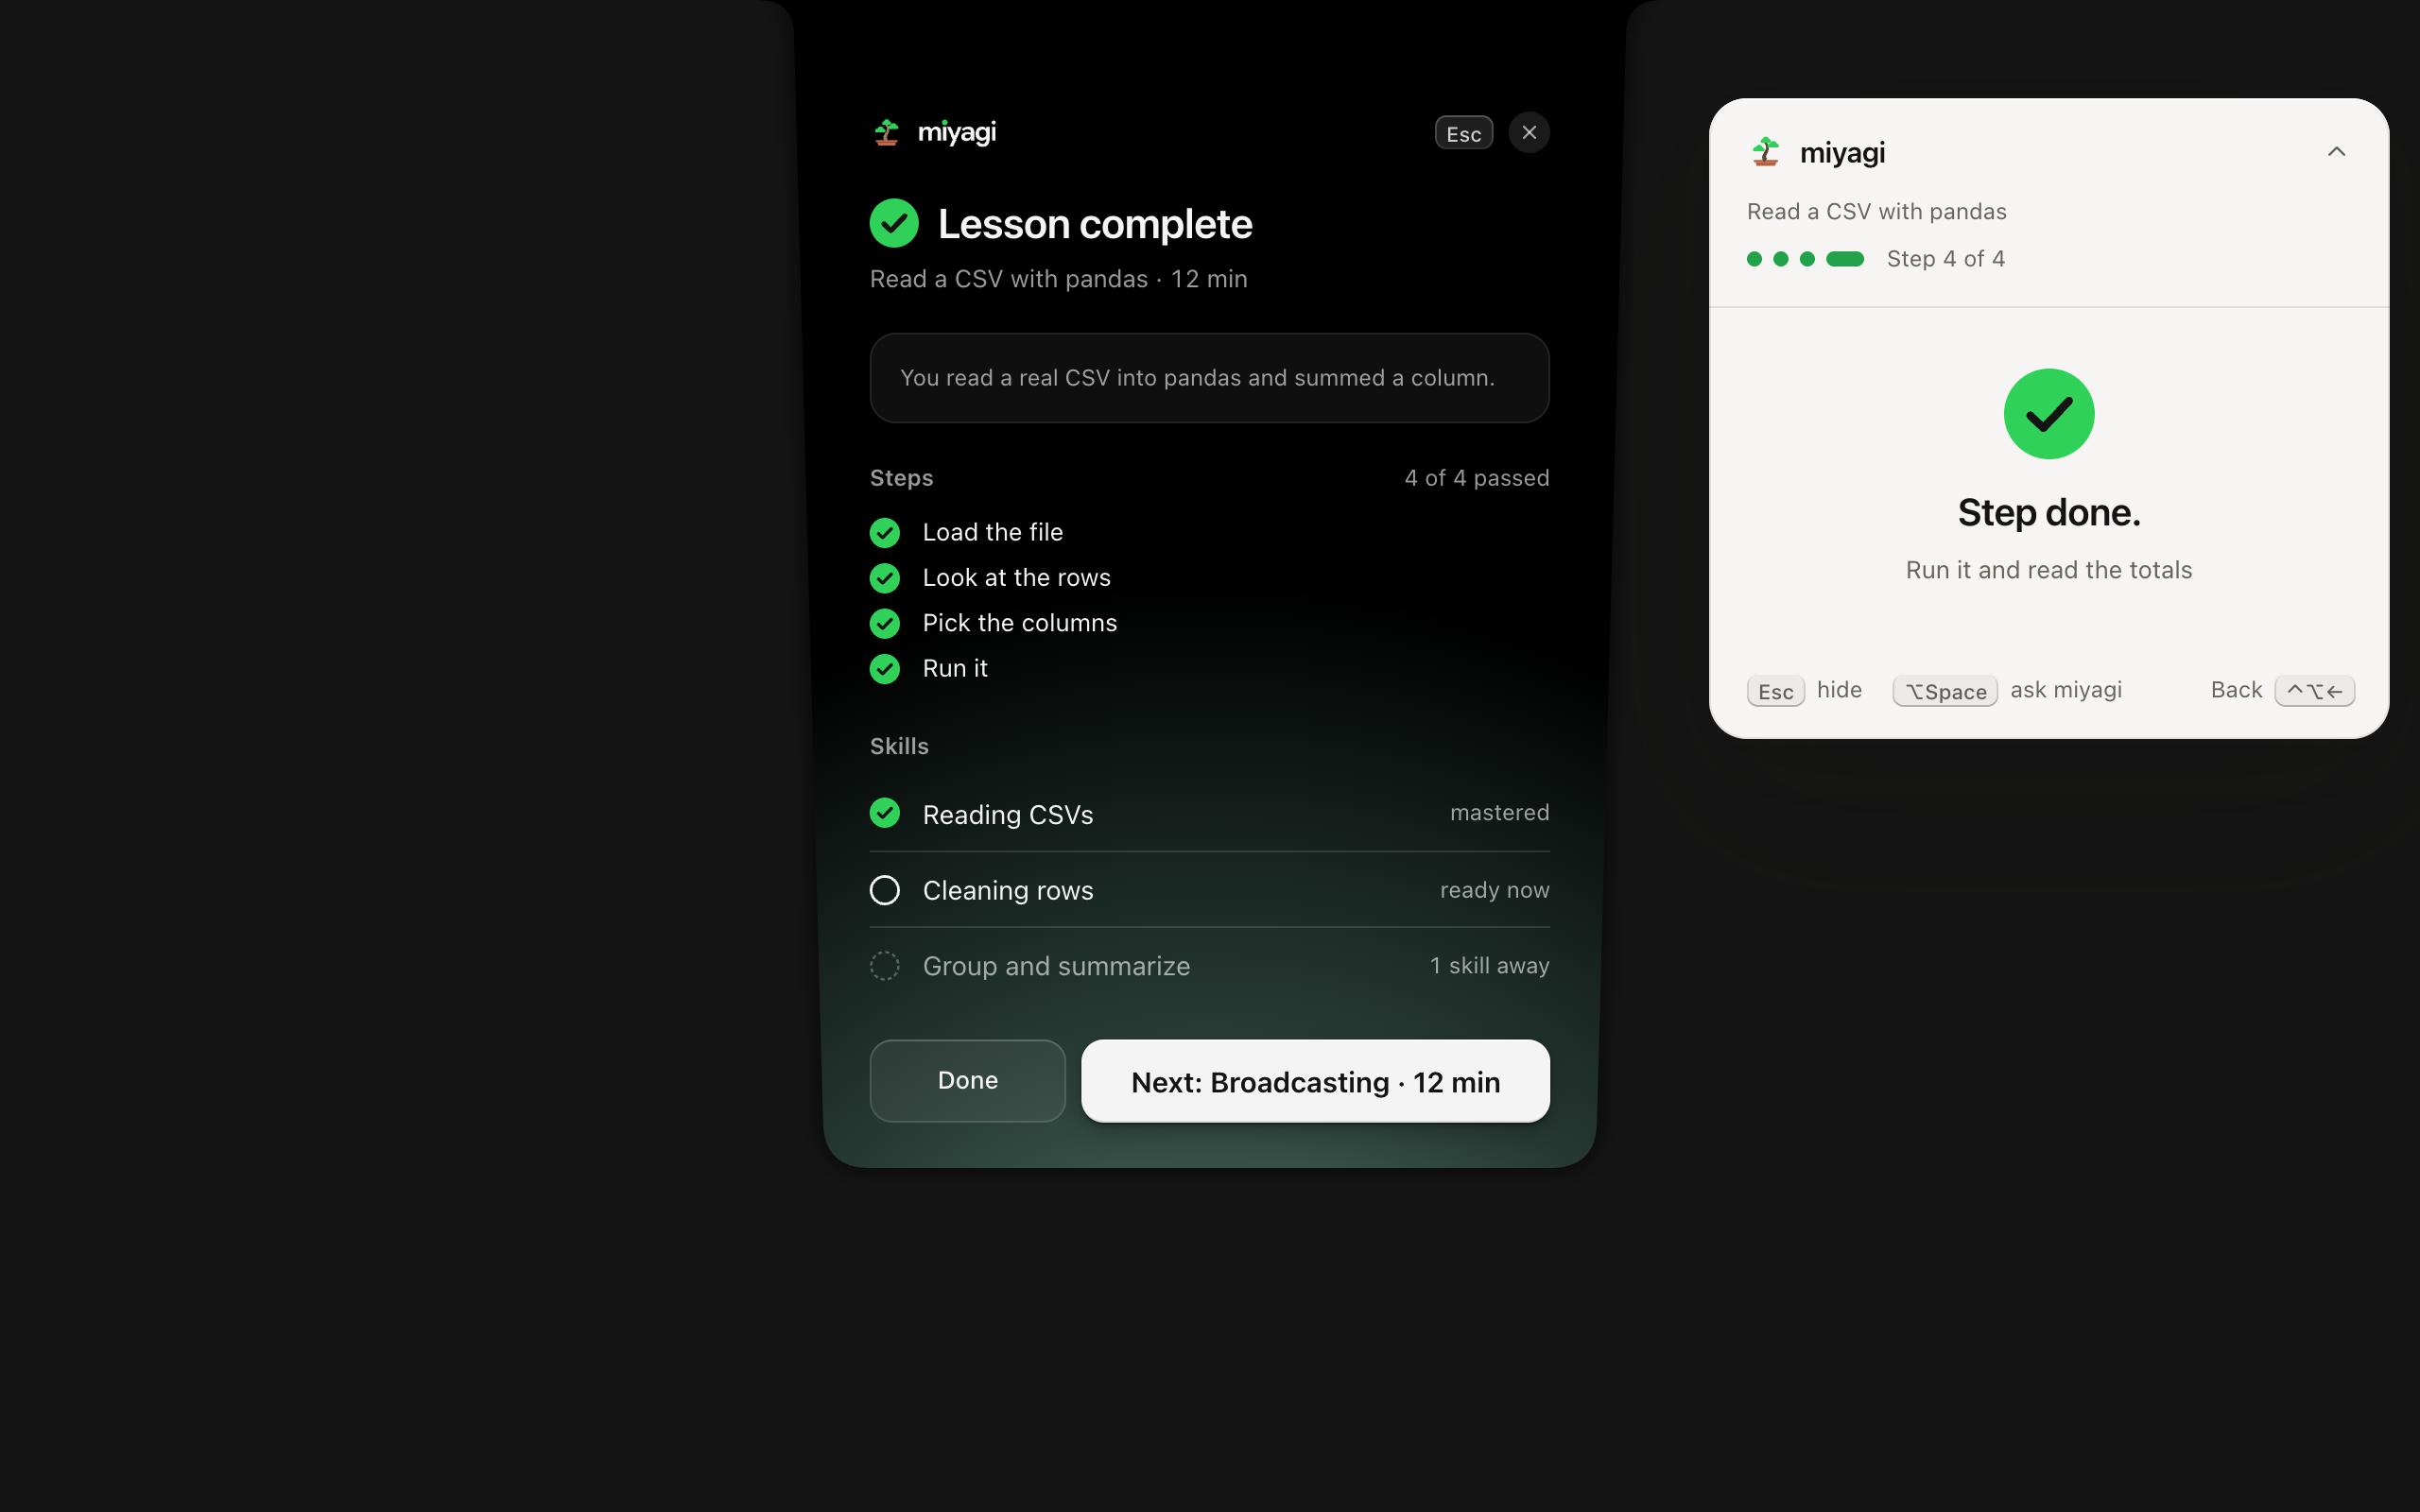 miyagi
Esc
Lesson complete
Read a CSV with pandas · 12 min
You read a real CSV into pandas and summed a column.
Steps
4 of 4 passed
Load the file
Look at the rows
Pick the columns
Run it
Skills
Reading CSVs
mastered
Cleaning rows
ready now
Group and summarize
1 skill away
Done
Next: Broadcasting · 12 min
miyagi
Read a CSV with pandas
Step 4 of 4
Step done.
Run it and read the totals
Esc hide ⌥Space ask miyagi Back ^⌥←